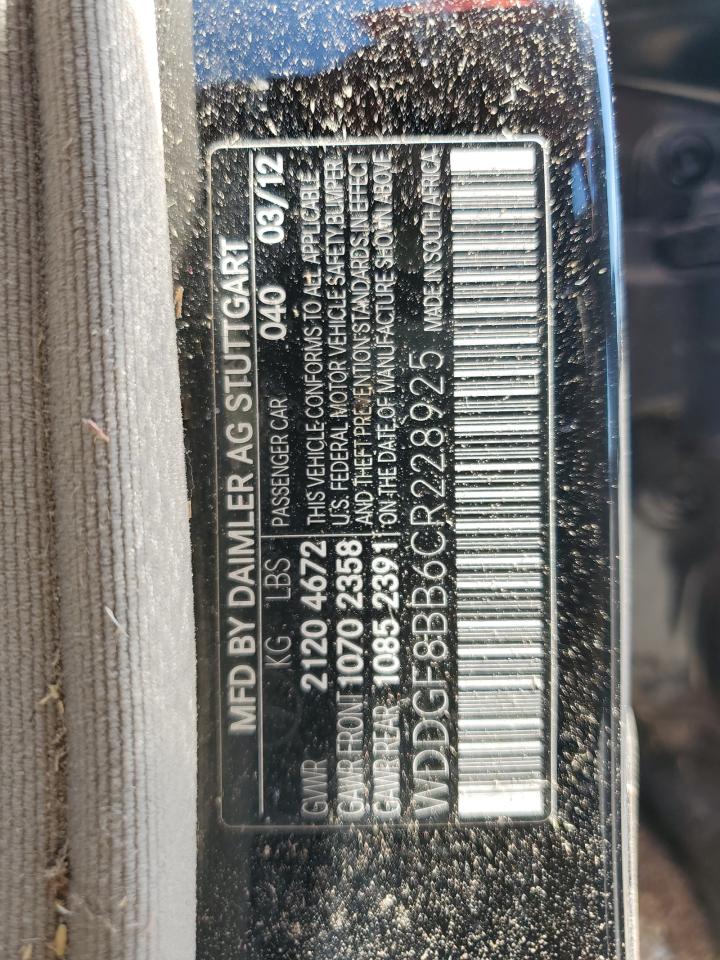 MFD BY DAIMLER AG STUTTGART
KG LBS PASSENGER CAR 040 03/12
GWR 2120 4672 THIS VEHICLE CONFORMS TO ALL APPLICABLE
GAWR FRONT 1070 2358 U.S. FEDERAL MOTOR VEHICLE SAFETY, BUMPER,
GAWR REAR 1085 2391 AND THEFT PREVENTION STANDARDS IN EFFECT
ON THE DATE OF MANUFACTURE SHOWN ABOVE
WDDGF8BB6CR228925 MADE IN SOUTH AFRICA